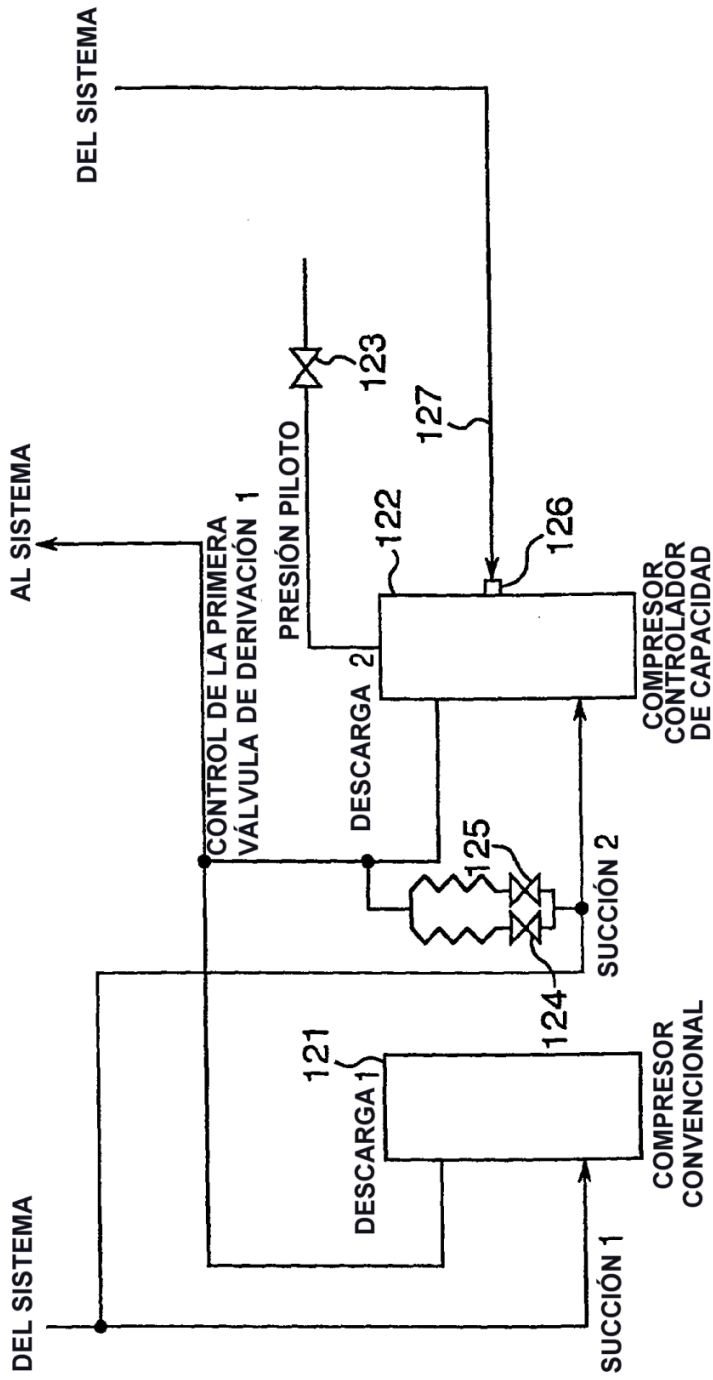 DEL SISTEMA
AL SISTEMA
DEL SISTEMA
CONTROL DE LA PRIMERA
VÁLVULA DE DERIVACIÓN 1
PRESIÓN PILOTO
123
127
122
126
DESCARGA 2
125
124
SUCCIÓN 2
COMPRESOR
CONTROLADOR
DE CAPACIDAD
121
DESCARGA 1
SUCCIÓN 1
COMPRESOR
CONVENCIONAL